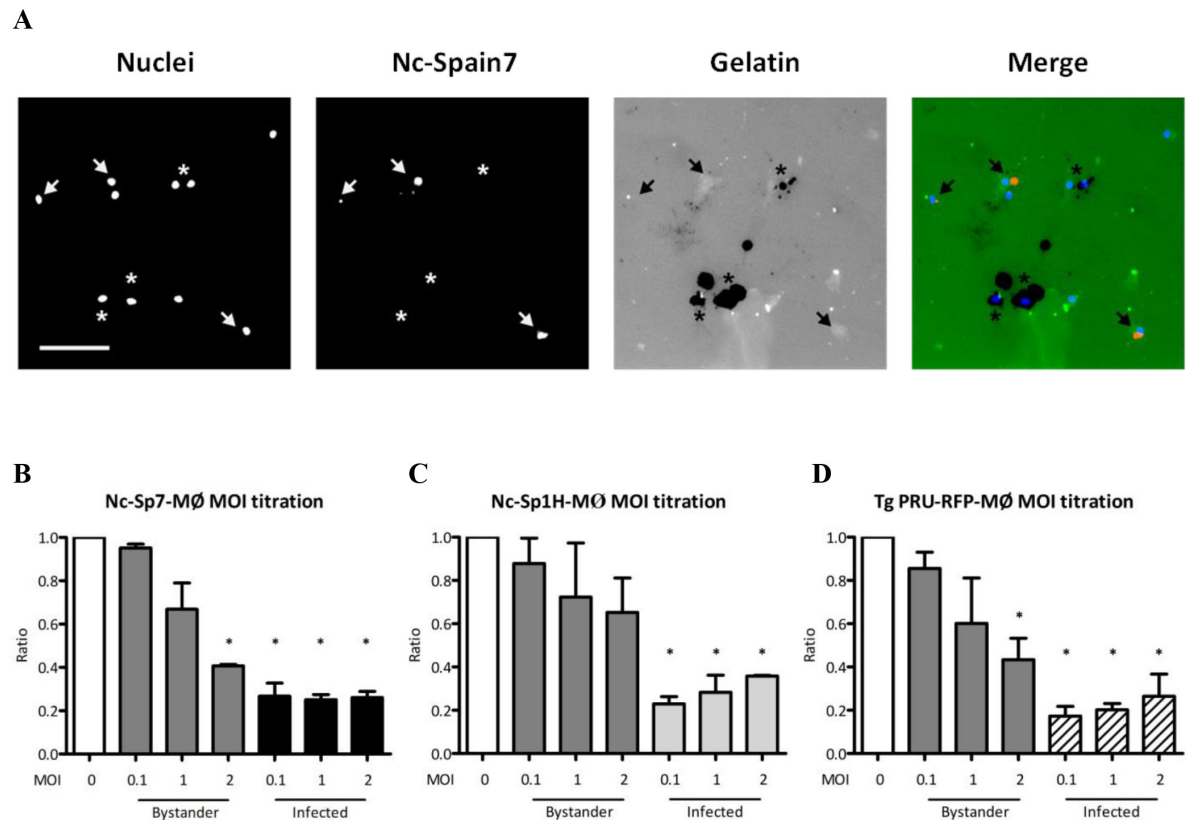 A
Nuclei Nc-Spain7 Gelatin Merge
* * *
* * *
* * *
B C D
Nc-Sp7-MØ MOI titration Nc-Sp1H-MØ MOI titration Tg PRU-RFP-MØ MOI titration
1.0 1.0 1.0
0.8 0.8 0.8
Ratio Ratio Ratio
0.6 0.6 0.6
* * * * * * * * * * *
0.4 0.4 0.4
0.2 0.2 0.2
0.0 0.0 0.0
MOI 0 0.1 1 2 0.1 1 2 MOI 0 0.1 1 2 0.1 1 2 MOI 0 0.1 1 2 0.1 1 2
Bystander Infected Bystander Infected Bystander Infected